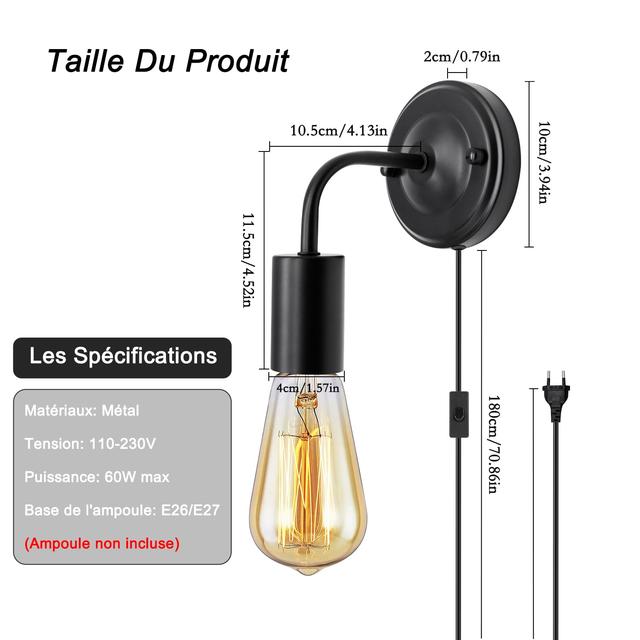 Taille Du Produit
2cm/0.79in
10.5cm/4.13in
10cm/3.94in
11.5cm/4.52in
4cm/1.57in
180cm/70.86in
Les Spécifications
Matériaux: Métal
Tension: 110-230V
Puissance: 60W max
Base de l'ampoule: E26/E27
(Ampoule non incluse)